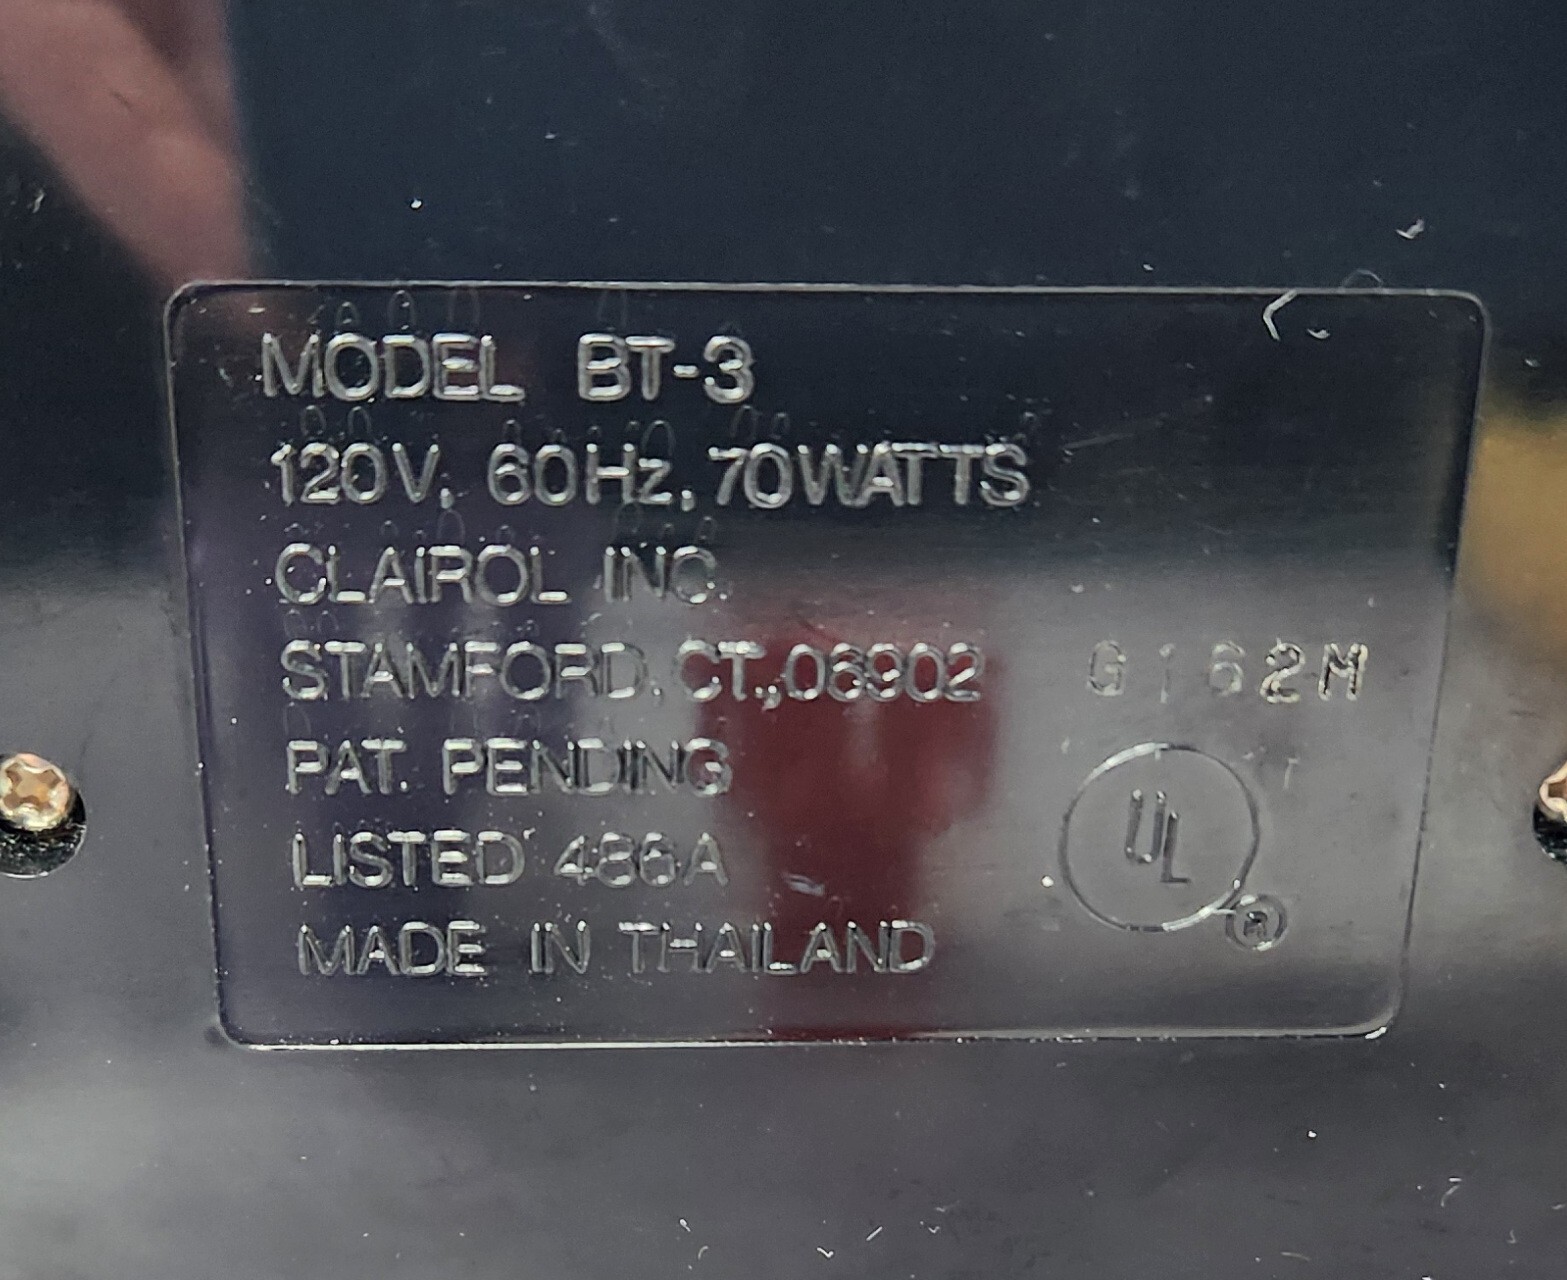 MODEL BT-3
120V, 60Hz, 70WATTS
CLAIROL INC.
STAMFORD, CT., 06902 G162M
PAT. PENDING
UL
LISTED 486A
®
MADE IN THAILAND